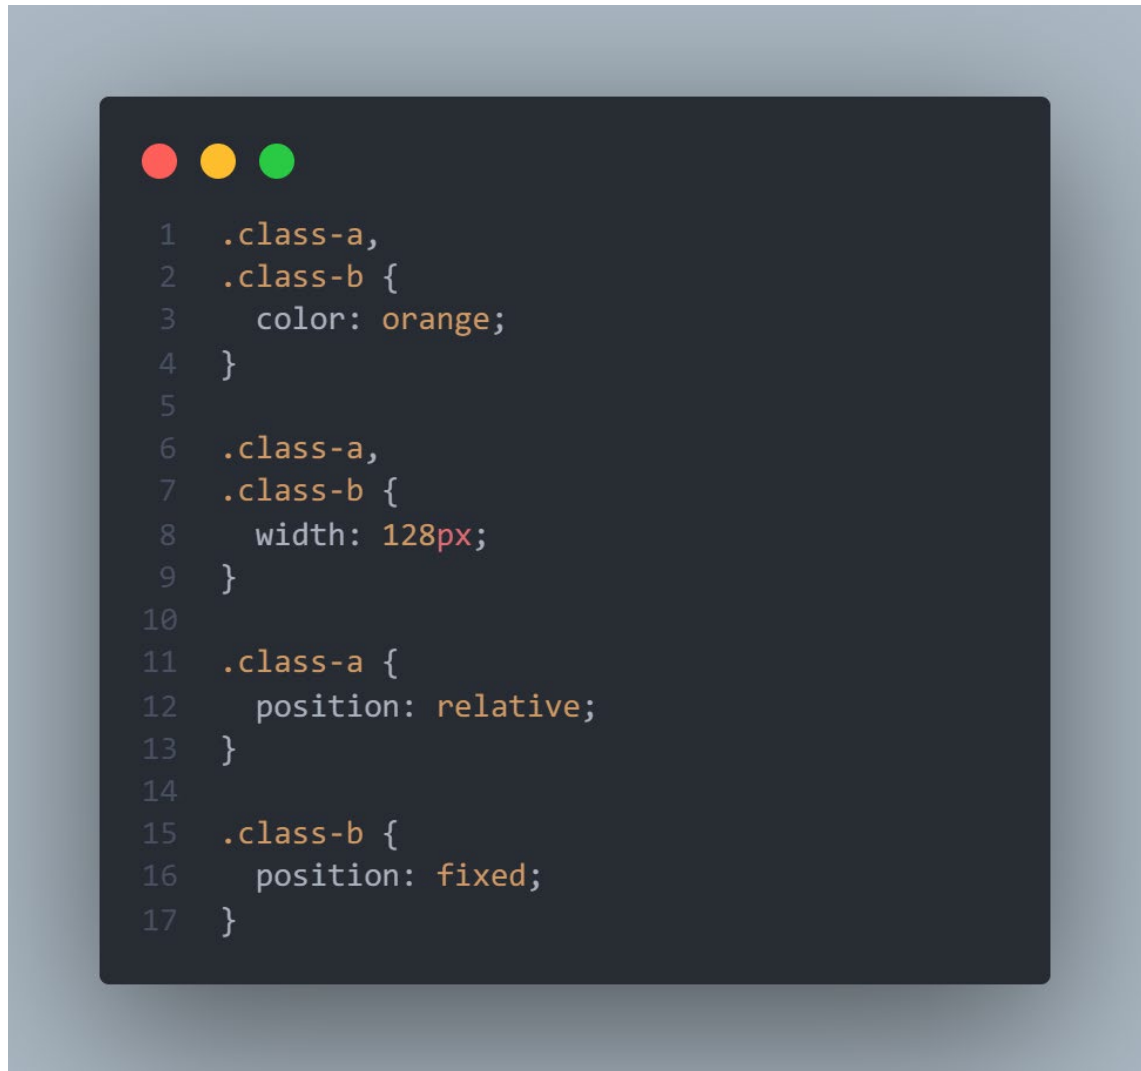 1 .class-a,
2 .class-b {
3   color: orange;
4 }
5
6 .class-a,
7 .class-b {
8   width: 128px;
9 }
10
11 .class-a {
12   position: relative;
13 }
14
15 .class-b {
16   position: fixed;
17 }